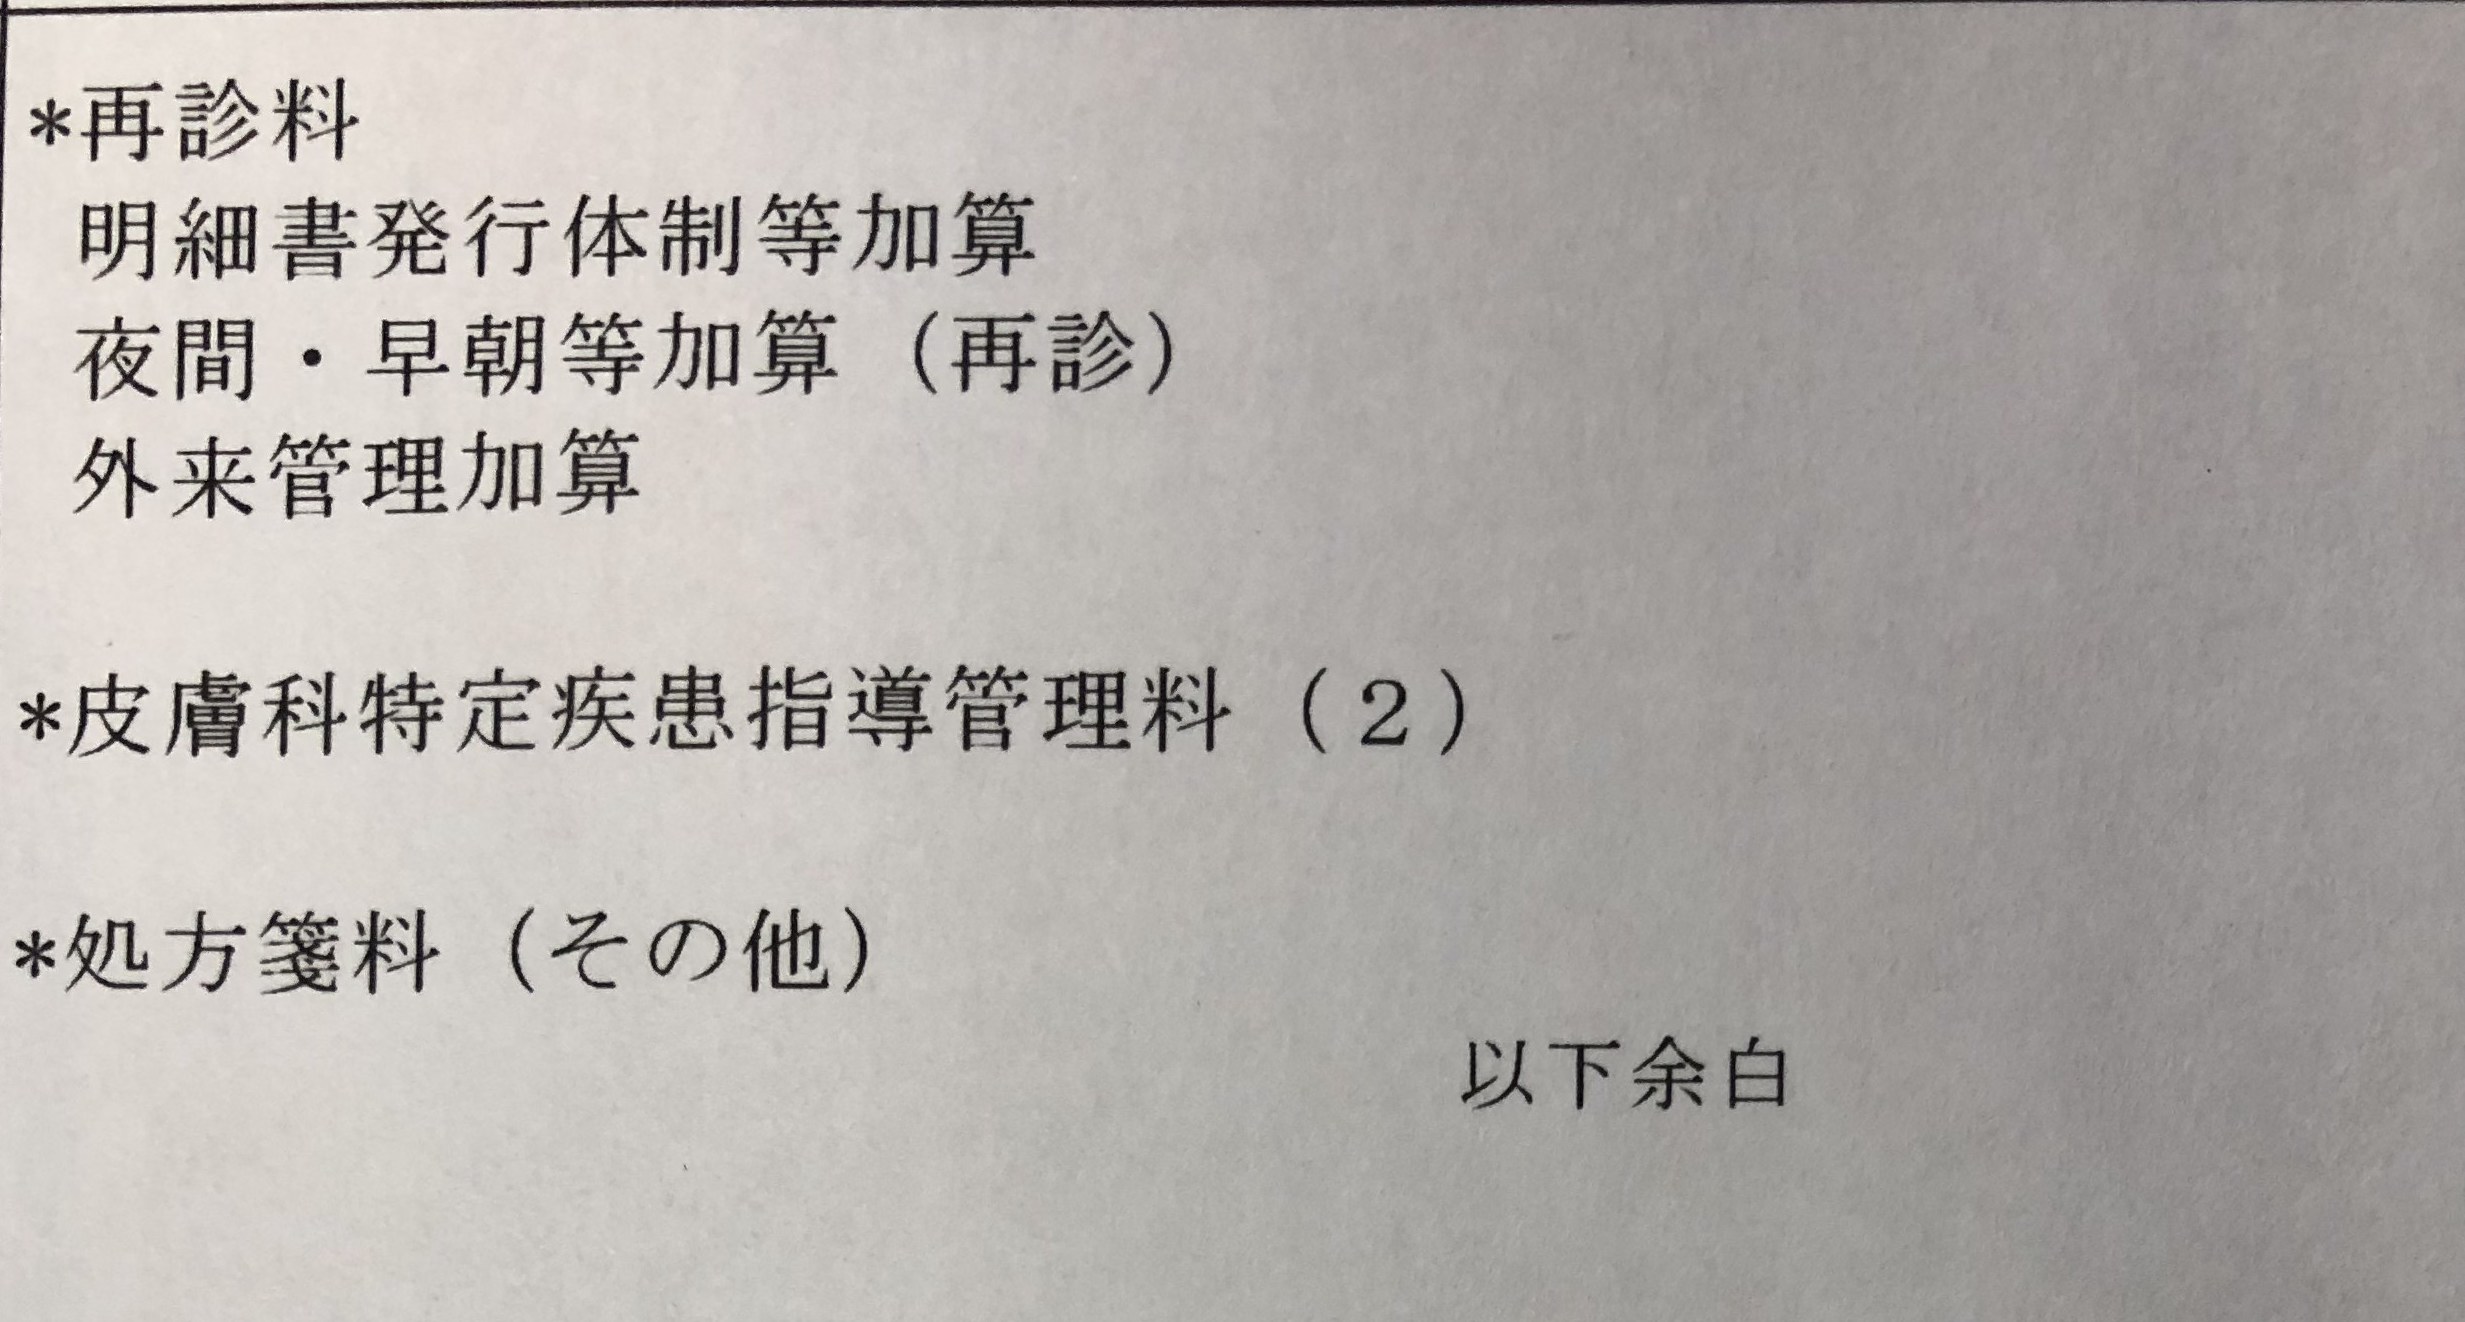 *再診料
明細書発行体制等加算
夜間・早朝等加算（再診）
外来管理加算
*皮膚科特定疾患指導管理料（２）
*処方箋料（その他）
以下余白